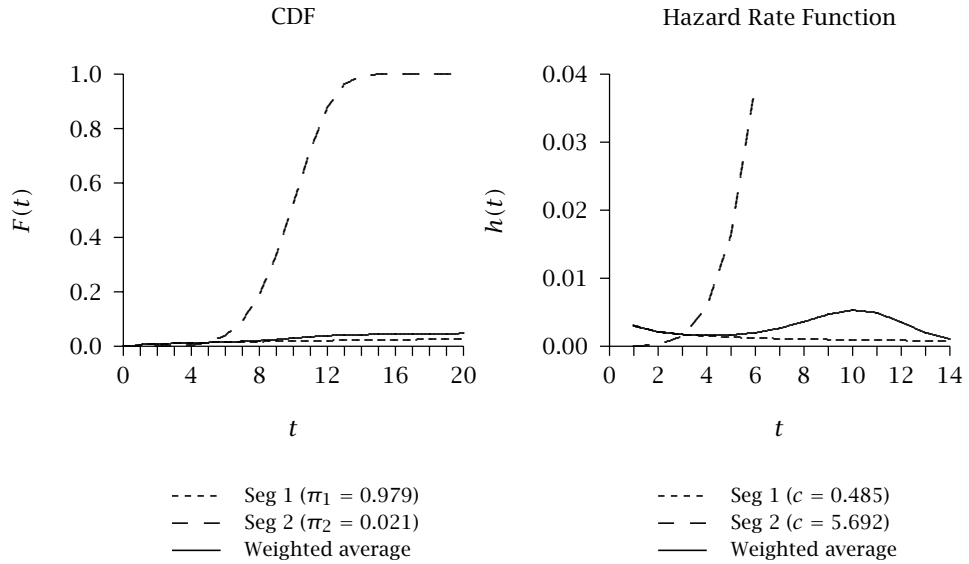 CDF
F(t)
1.0
0.8
0.6
0.4
0.2
0.0
0 4 8 12 16 20
t
Seg 1 (π1 = 0.979)
Seg 2 (π2 = 0.021)
Weighted average
Hazard Rate Function
h(t)
0.04
0.03
0.02
0.01
0.00
0 2 4 6 8 10 12 14
t
Seg 1 (c = 0.485)
Seg 2 (c = 5.692)
Weighted average